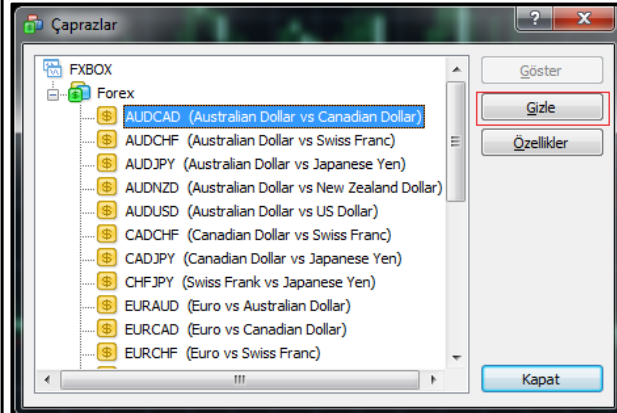 Çaprazlar
FXBOX
Forex
AUDCAD (Australian Dollar vs Canadian Dollar)
AUDCHF (Australian Dollar vs Swiss Franc)
AUDJPY (Australian Dollar vs Japanese Yen)
AUDNZD (Australian Dollar vs New Zealand Dollar)
AUDUSD (Australian Dollar vs US Dollar)
CADCHF (Canadian Dollar vs Swiss Franc)
CADJPY (Canadian Dollar vs Japanese Yen)
CHFJPY (Swiss Frank vs Japanese Yen)
EURAUD (Euro vs Australian Dollar)
EURCAD (Euro vs Canadian Dollar)
EURCHF (Euro vs Swiss Franc)
Göster
Gizle
Özellikler
Kapat